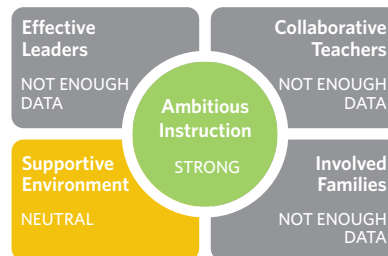 Effective
Leaders
NOT ENOUGH
DATA
Collaborative
Teachers
NOT ENOUGH
DATA
Ambitious
Instruction
STRONG
Supportive
Environment
NEUTRAL
Involved
Families
NOT ENOUGH
DATA